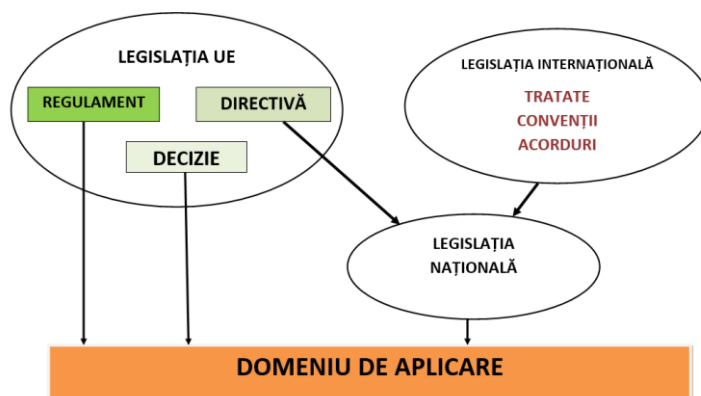 LEGISLAȚIA UE
REGULAMENT
DIRECTIVĂ
DECIZIE
LEGISLAȚIA INTERNAȚIONALĂ
TRATATE
CONVENȚII
ACORDURI
LEGISLAȚIA
NAȚIONALĂ
DOMENIU DE APLICARE